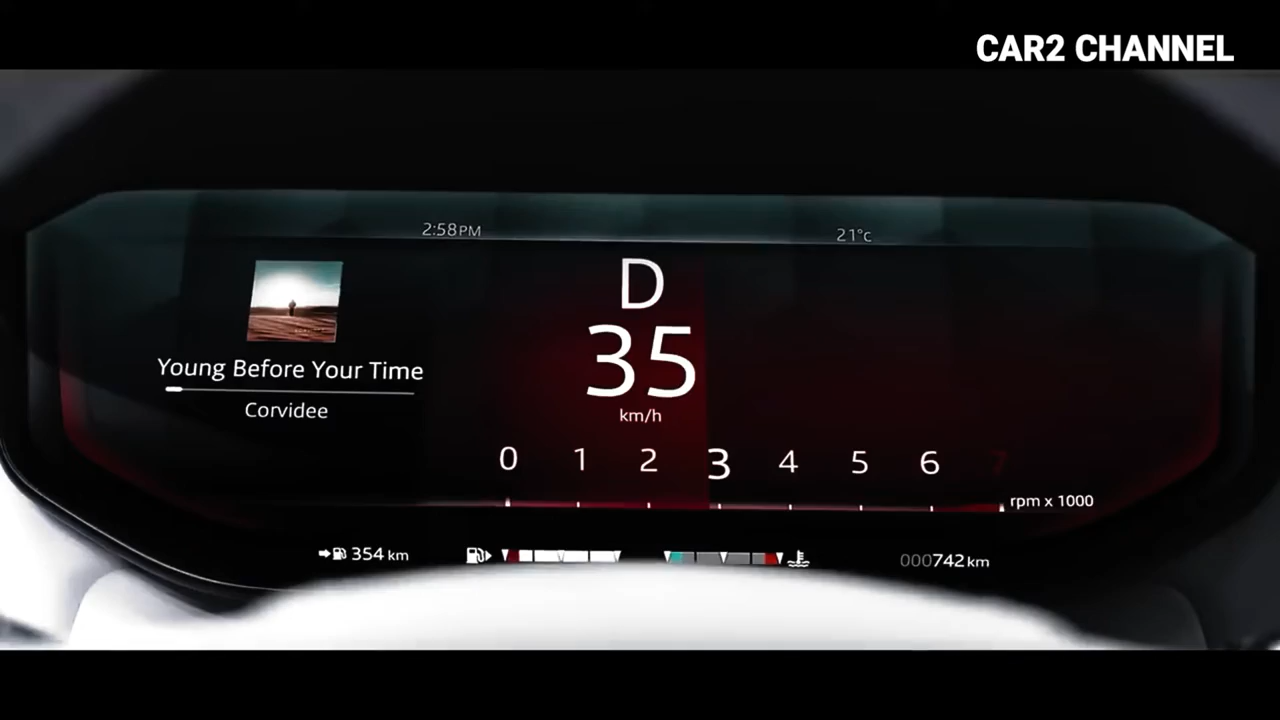 CAR2 CHANNEL
2:58PM
21°c
D
35
km/h
Young Before Your Time
Corvidee
0 1 2 3 4 5 6 7
rpm x 1000
354 km
000742 km